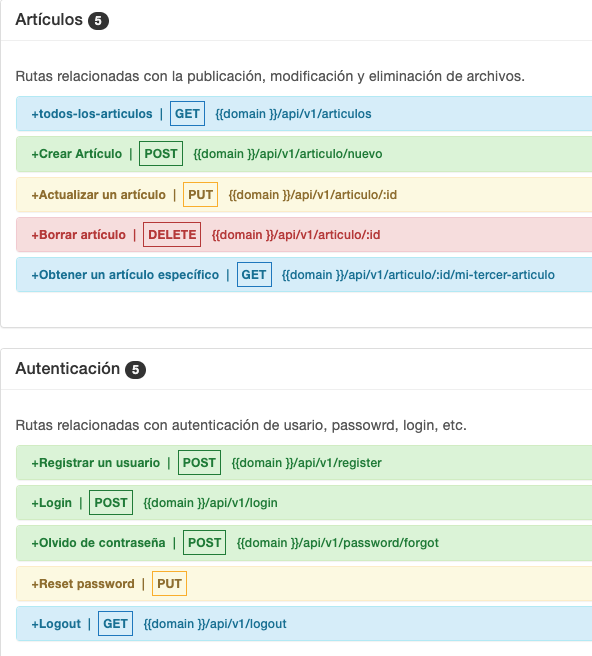 Artículos 5
Rutas relacionadas con la publicación, modificación y eliminación de archivos.
+todos-los-articulos | GET {{domain }}/api/v1/articulos
+Crear Artículo | POST {{domain }}/api/v1/articulo/nuevo
+Actualizar un artículo | PUT {{domain }}/api/v1/articulo/:id
+Borrar artículo | DELETE {{domain }}/api/v1/articulo/:id
+Obtener un artículo específico | GET {{domain }}/api/v1/articulo/:id/mi-tercer-articulo
Autenticación 5
Rutas relacionadas con autenticación de usario, passowrd, login, etc.
+Registrar un usuario | POST {{domain }}/api/v1/register
+Login | POST {{domain }}/api/v1/login
+Olvido de contraseña | POST {{domain }}/api/v1/password/forgot
+Reset password | PUT
+Logout | GET {{domain }}/api/v1/logout